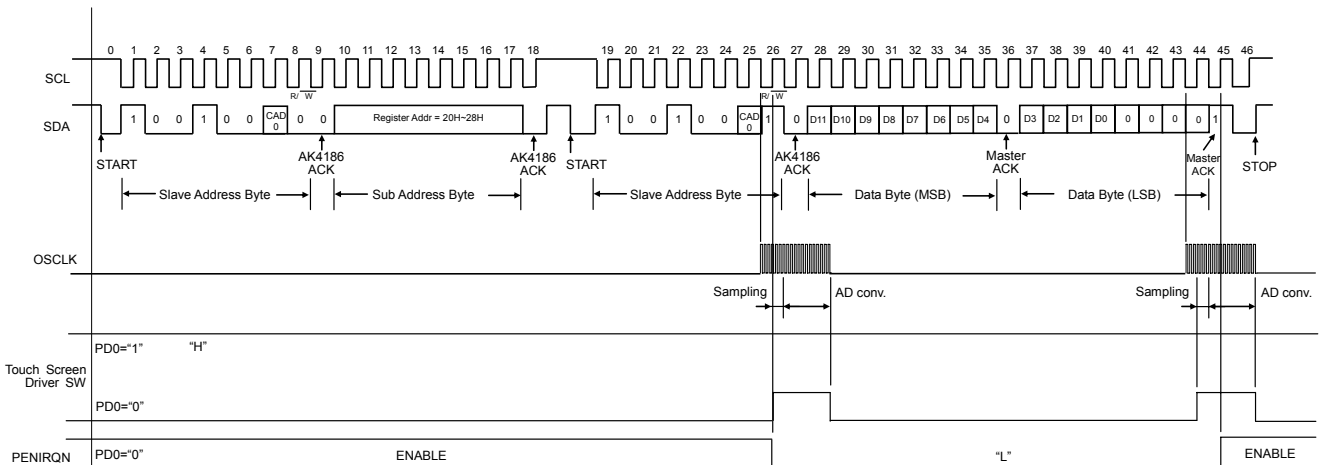 0 1 2 3 4 5 6 7 8 9 10 11 12 13 14 15 16 17 18 19 20 21 22 23 24 25 26 27 28 29 30 31 32 33 34 35 36 37 38 39 40 41 42 43 44 45 46
SCL
R/ W R/ W
SDA 1 0 0 1 0 0 CAD 0 0 0 Register Addr = 20H~28H 1 0 0 1 0 0 CAD 0 1 0 D11 D10 D9 D8 D7 D6 D5 D4 0 D3 D2 D1 D0 0 0 0 0 1
START AK4186 ACK AK4186 ACK START AK4186 ACK Master ACK Master ACK STOP
Slave Address Byte Sub Address Byte Slave Address Byte Data Byte (MSB) Data Byte (LSB)
OSCLK
Sampling AD conv. Sampling AD conv.
PD0="1" "H"
Touch Screen
Driver SW
PD0="0"
PENIRQN PD0="0" ENABLE "L" ENABLE